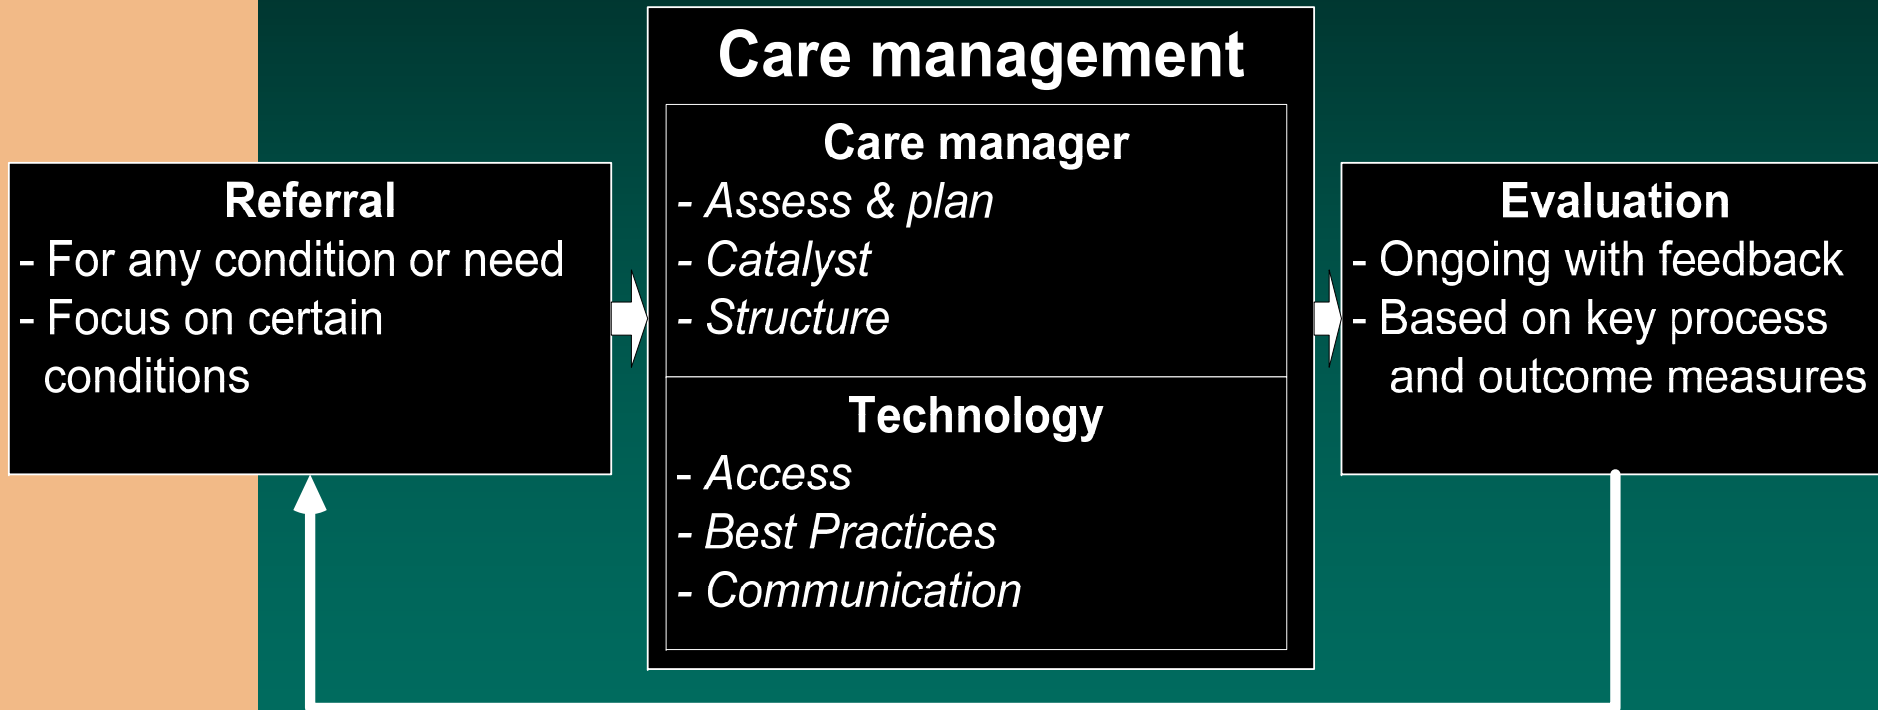 Care management
Care manager
- Assess & plan
- Catalyst
- Structure
Technology
- Access
- Best Practices
- Communication
Referral
- For any condition or need
- Focus on certain
conditions
Evaluation
- Ongoing with feedback
- Based on key process
and outcome measures